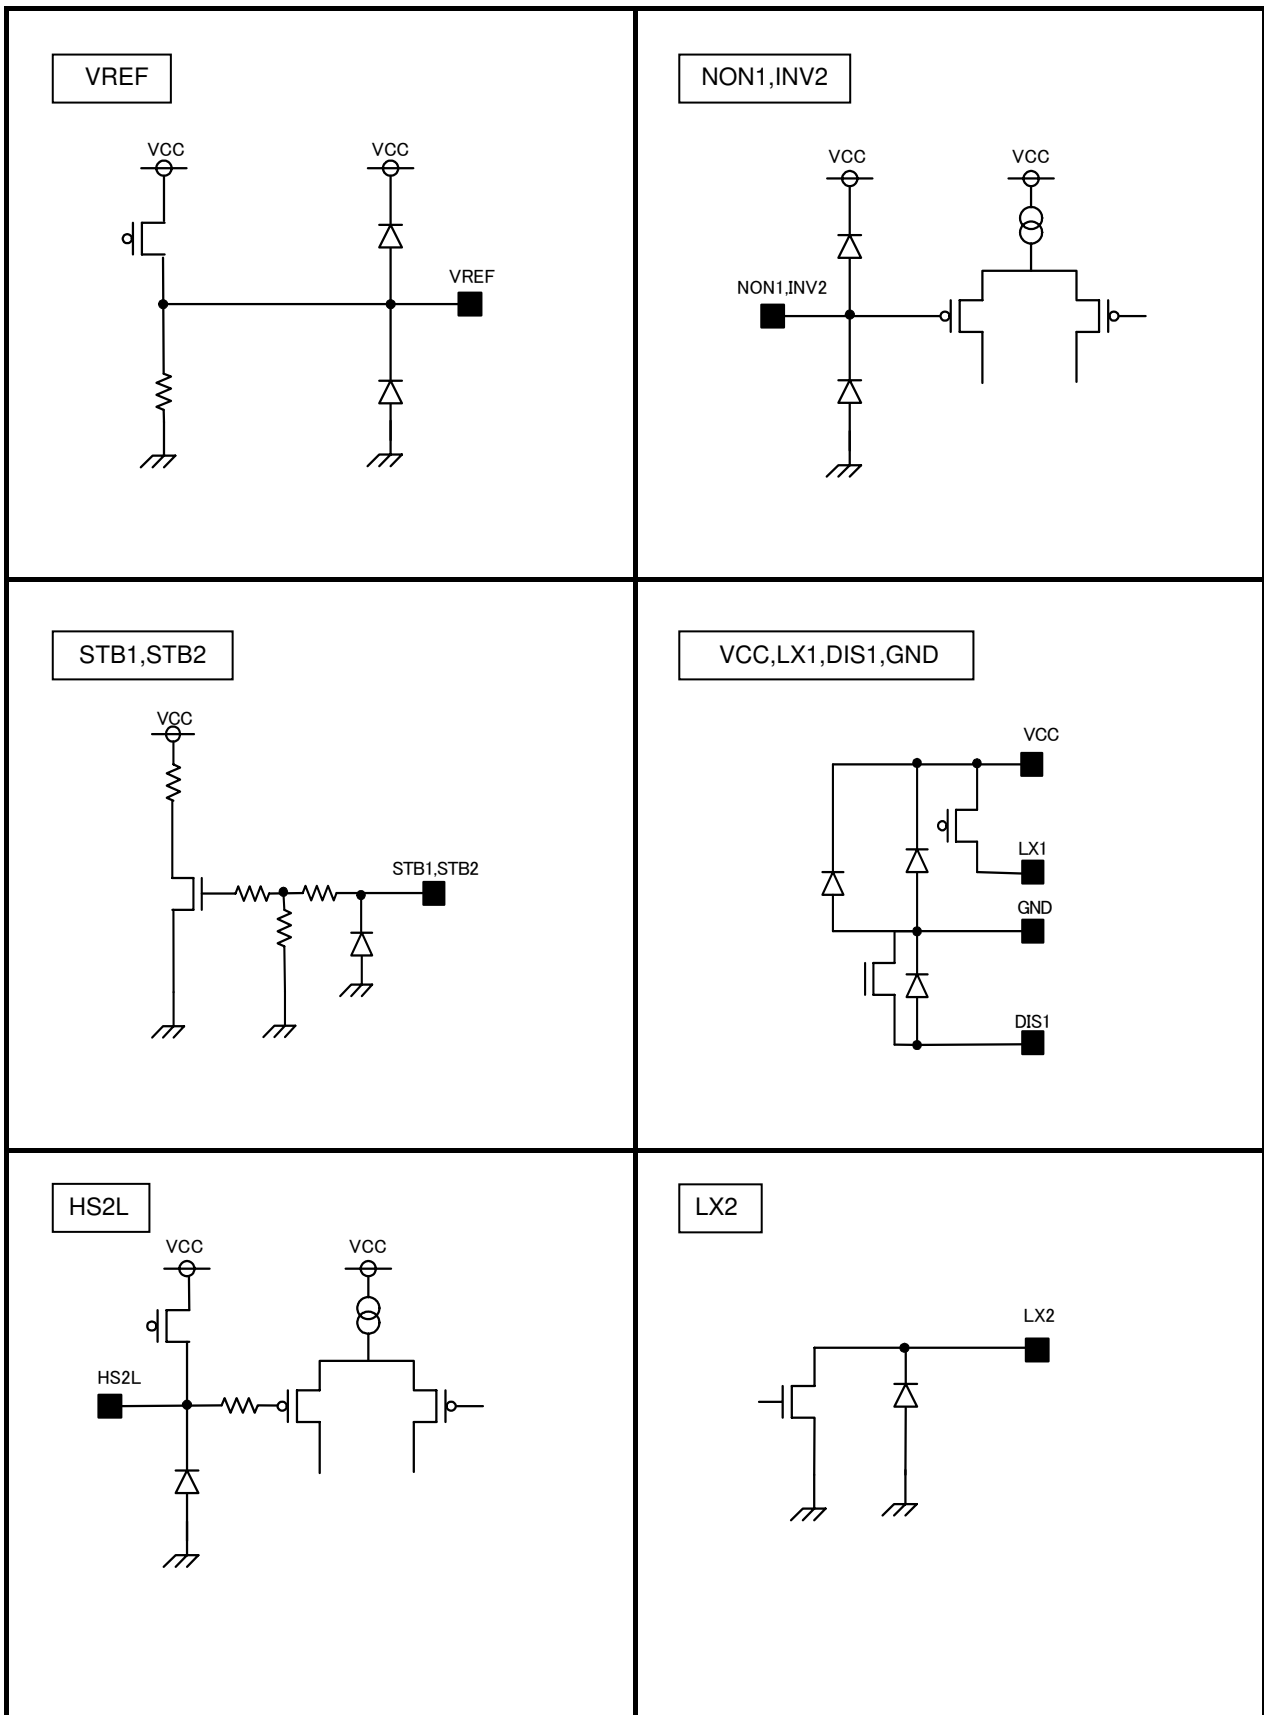 VREF
VCC
VCC
VREF
NON1,INV2
VCC
VCC
NON1,INV2
STB1,STB2
VCC
STB1,STB2
VCC,LX1,DIS1,GND
VCC
LX1
GND
DIS1
HS2L
VCC
VCC
HS2L
LX2
LX2